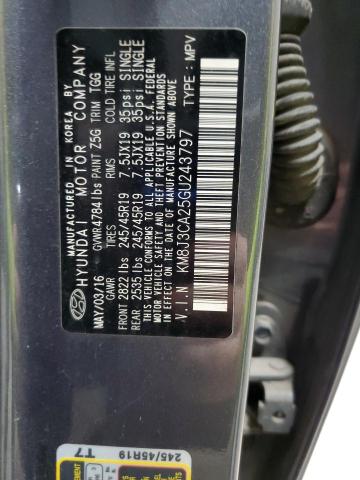 MANUFACTURED IN KOREA BY
HYUNDAI MOTOR COMPANY
MAY/03/16 GVWR 4784 lbs PAINT Z5G TRIM TGG
GAWR TIRES RIMS COLD TIRE INFL
FRONT 2822 lbs 245/45R19 7.5JX19 35psi SINGLE
REAR 2535 lbs 245/45R19 7.5JX19 35psi SINGLE
THIS VEHICLE CONFORMS TO ALL APPLICABLE U.S.A. FEDERAL
MOTOR VEHICLE SAFETY AND THEFT PREVENTION
STANDARDS IN EFFECT ON THE DATE OF MANUFACTURE SHOWN ABOVE
V.I.N KM8J3CA25GU243797 TYPE : MPV
T7
245/45R19